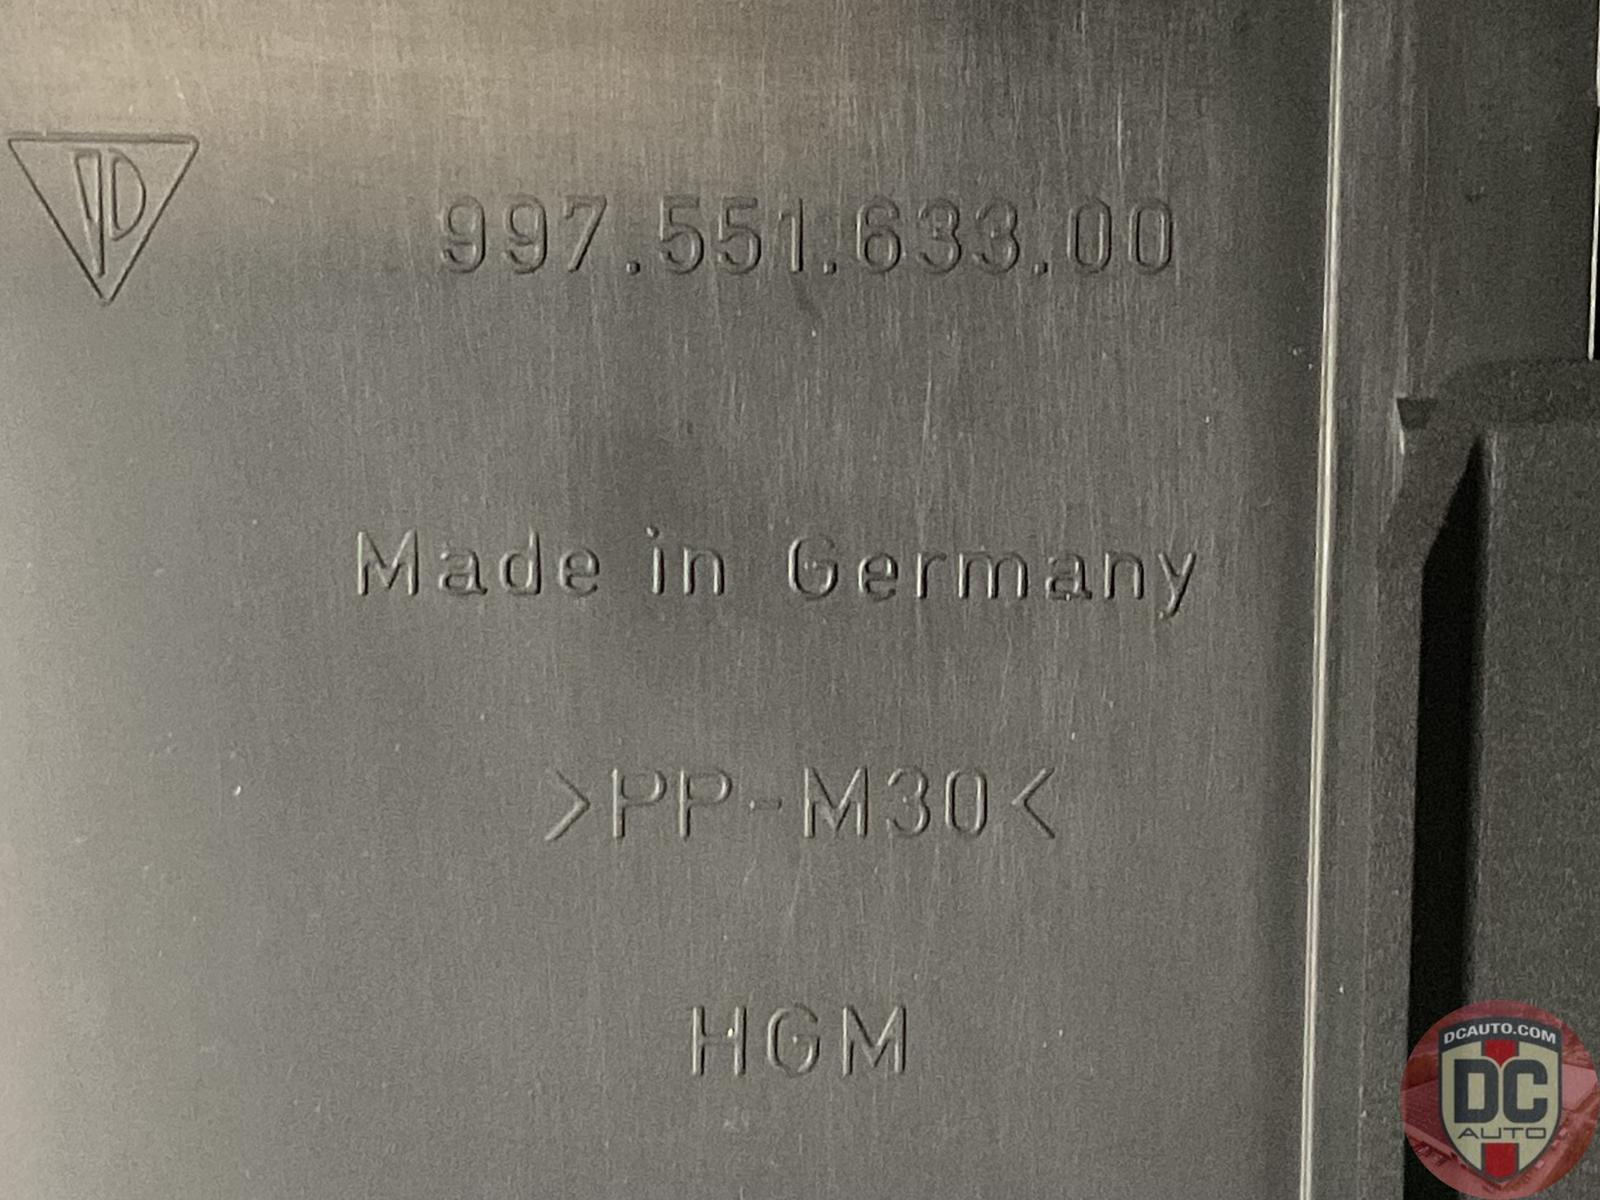 997.551.633.00
Made in Germany
>PP-M30<
HGM
DCAUTO.COM
DC
AUTO